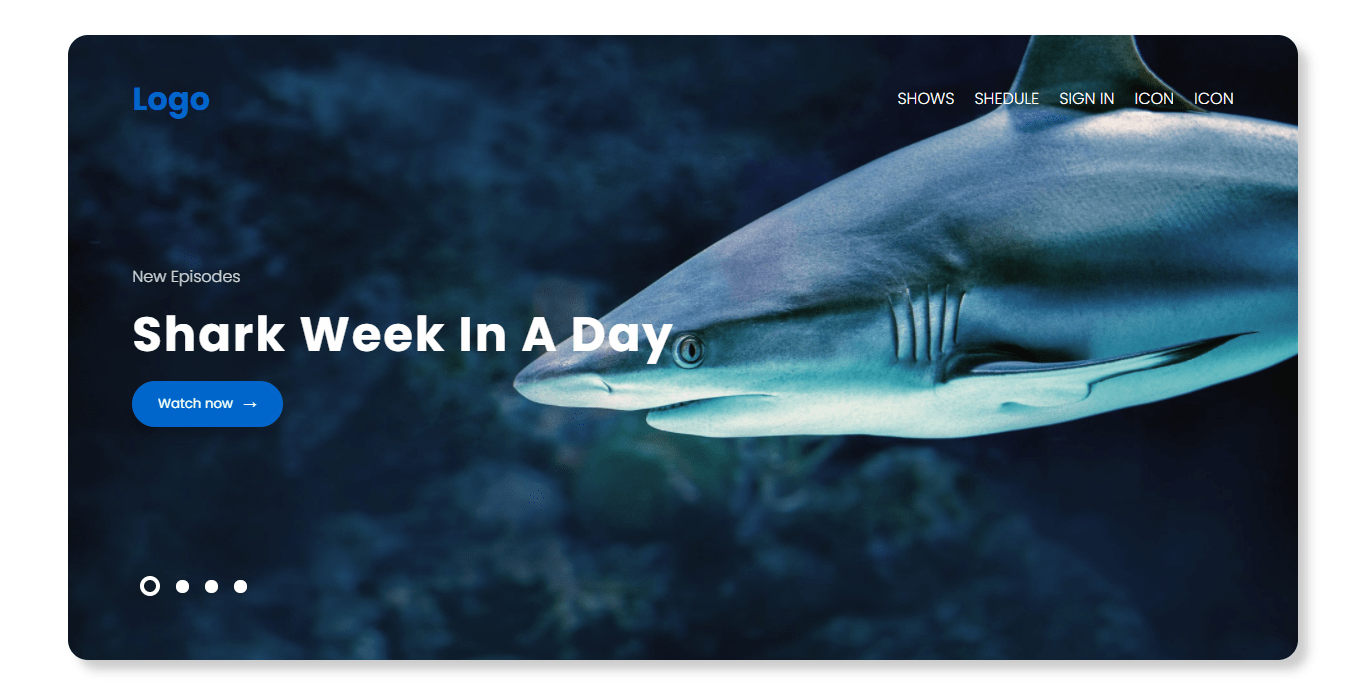 Logo
SHOWS SHEDULE SIGN IN ICON ICON
New Episodes
Shark Week In A Day
Watch now →